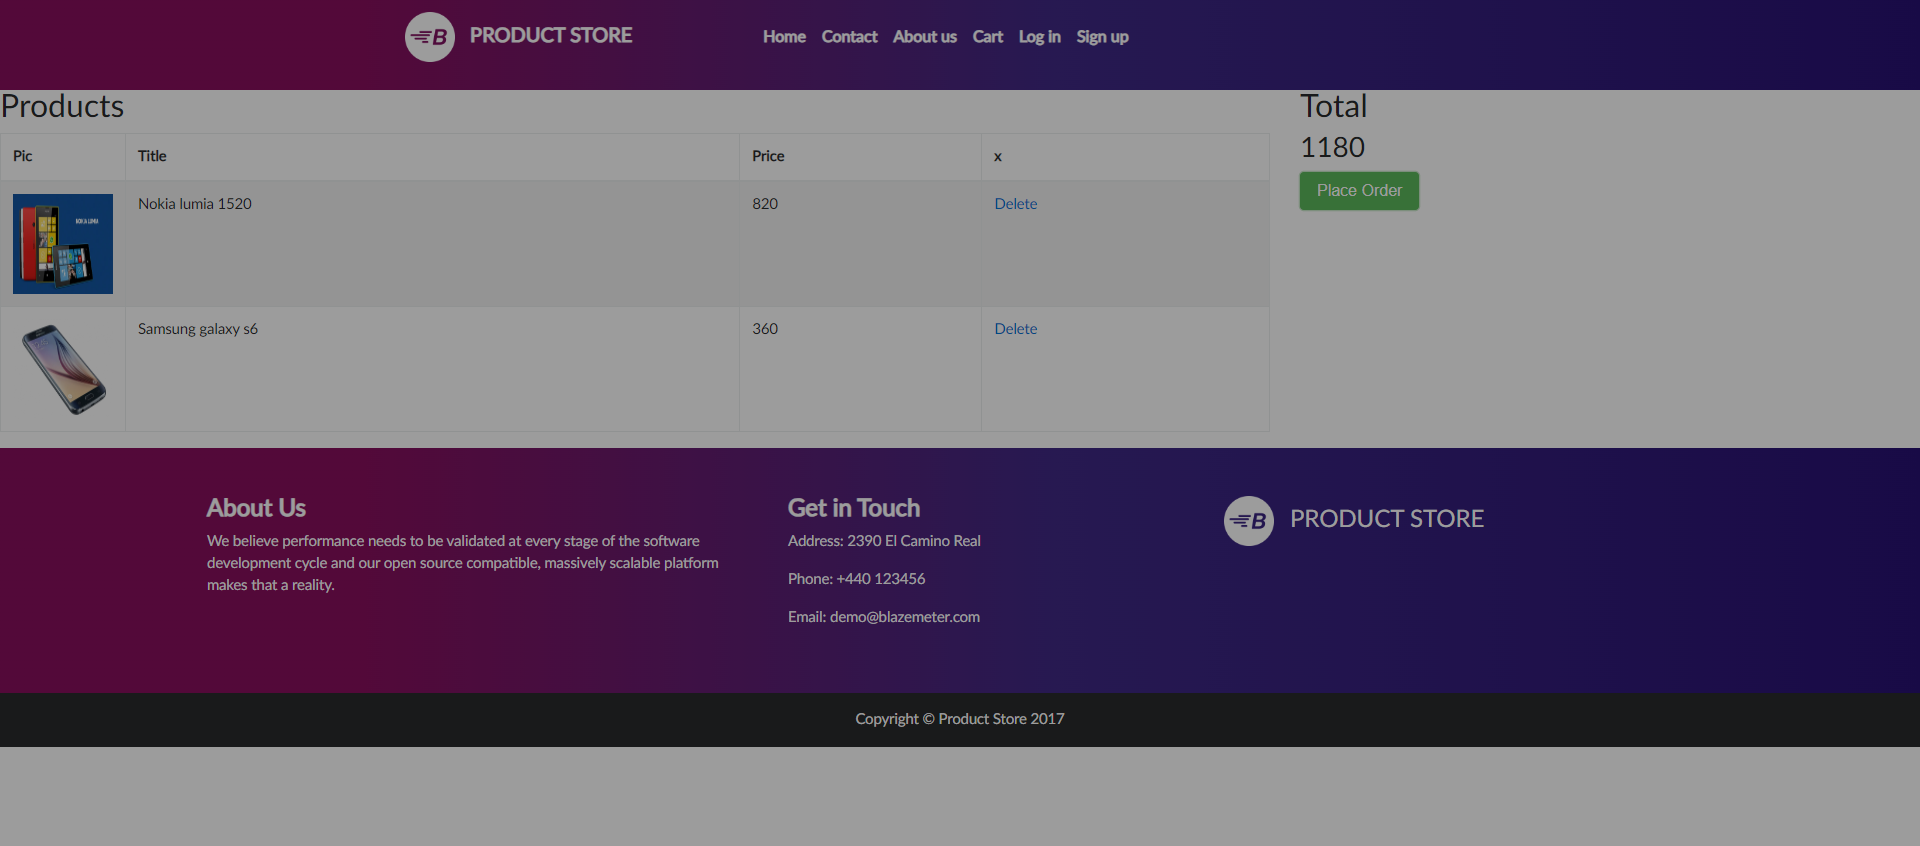 B PRODUCT STORE
Home Contact About us Cart Log in Sign up
Products
Pic Title Price x
NOKIA LUMIA
Nokia lumia 1520 820 Delete
Samsung galaxy s6 360 Delete
Total
1180
Place Order
About Us
We believe performance needs to be validated at every stage of the software
development cycle and our open source compatible, massively scalable platform
makes that a reality.
Get in Touch
Address: 2390 El Camino Real
Phone: +440 123456
Email: demo@blazemeter.com
B PRODUCT STORE
Copyright © Product Store 2017